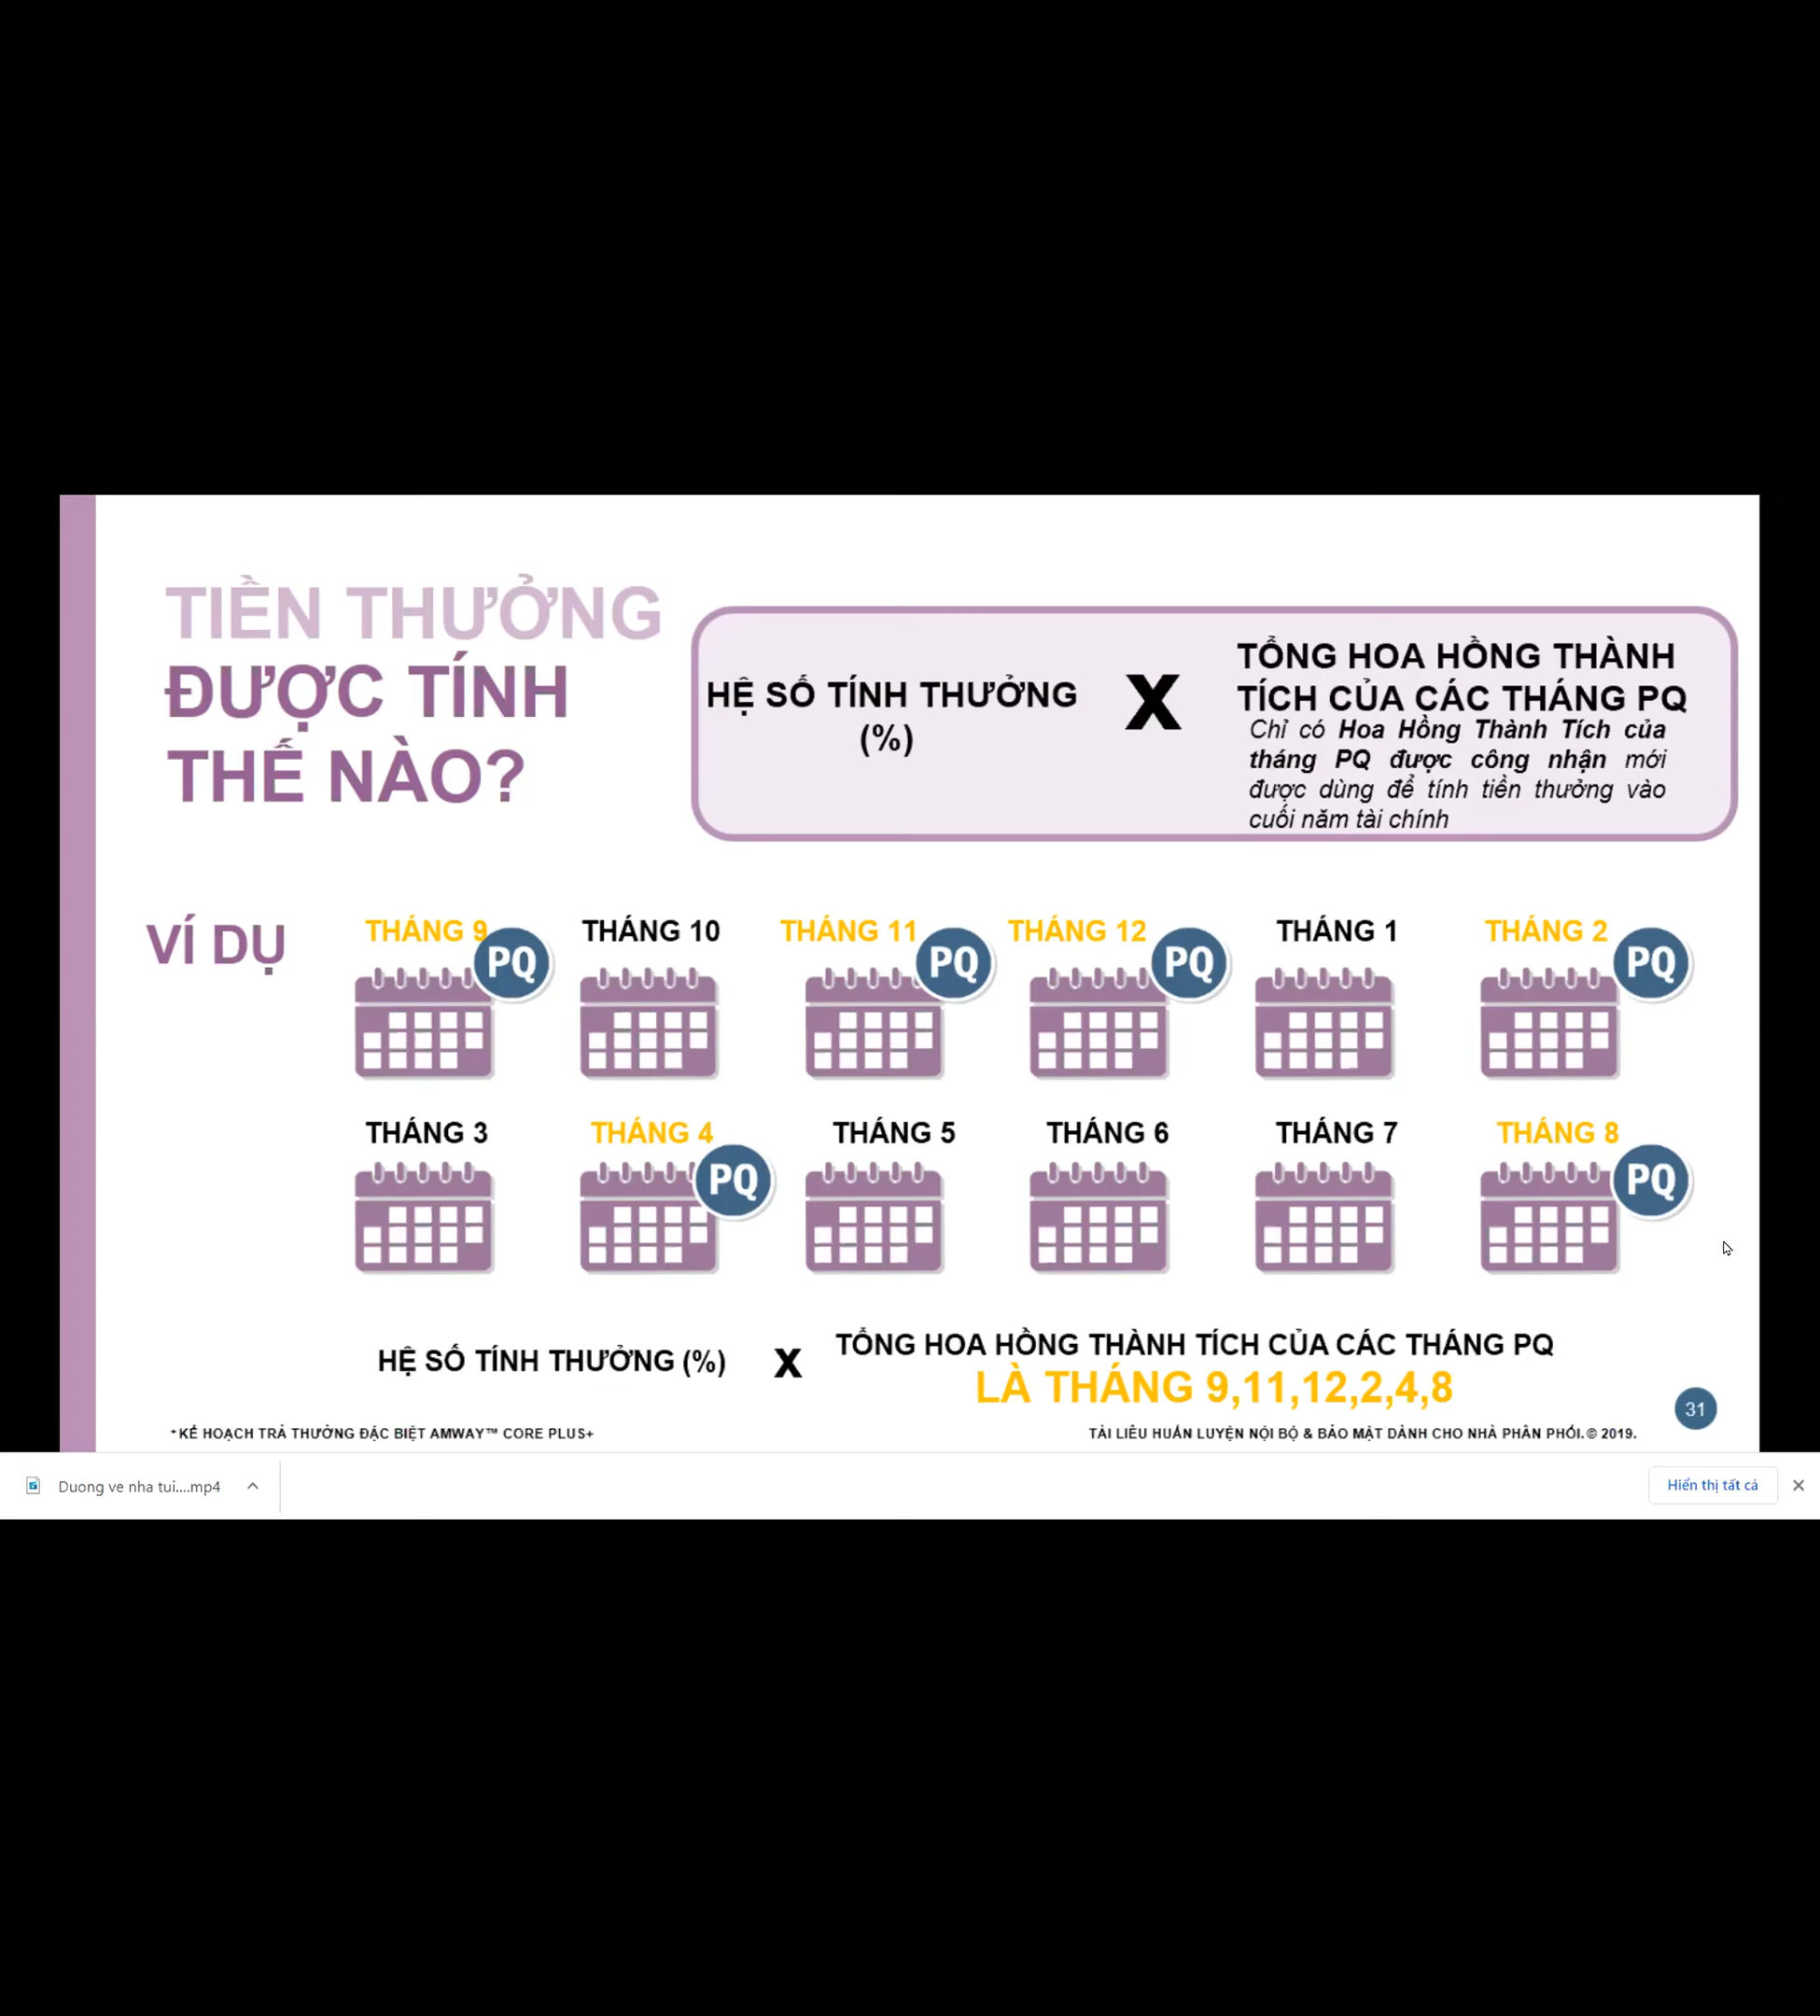 TIỀN THƯỞNG
ĐƯỢC TÍNH
THẾ NÀO?
HỆ SỐ TÍNH THƯỞNG
(%)
X
TỔNG HOA HỒNG THÀNH
TÍCH CỦA CÁC THÁNG PQ
Chỉ có Hoa Hồng Thành Tích của
tháng PQ được công nhận mới
được dùng để tính tiền thưởng vào
cuối năm tài chính
VÍ DỤ
THÁNG 9 THÁNG 10 THÁNG 11 THÁNG 12 THÁNG 1 THÁNG 2
PQ PQ PQ PQ
THÁNG 3 THÁNG 4 THÁNG 5 THÁNG 6 THÁNG 7 THÁNG 8
PQ PQ
HỆ SỐ TÍNH THƯỞNG (%) X TỔNG HOA HỒNG THÀNH TÍCH CỦA CÁC THÁNG PQ
LÀ THÁNG 9,11,12,2,4,8
31
*KẾ HOẠCH TRẢ THƯỞNG ĐẶC BIỆT AMWAY™ CORE PLUS+
TÀI LIÊU HUẤN LUYỆN NỘI BỘ & BẢO MẬT DÀNH CHO NHÀ PHÂN PHỐI.© 2019.
Duong ve nha tui....mp4
Hiển thị tất cả